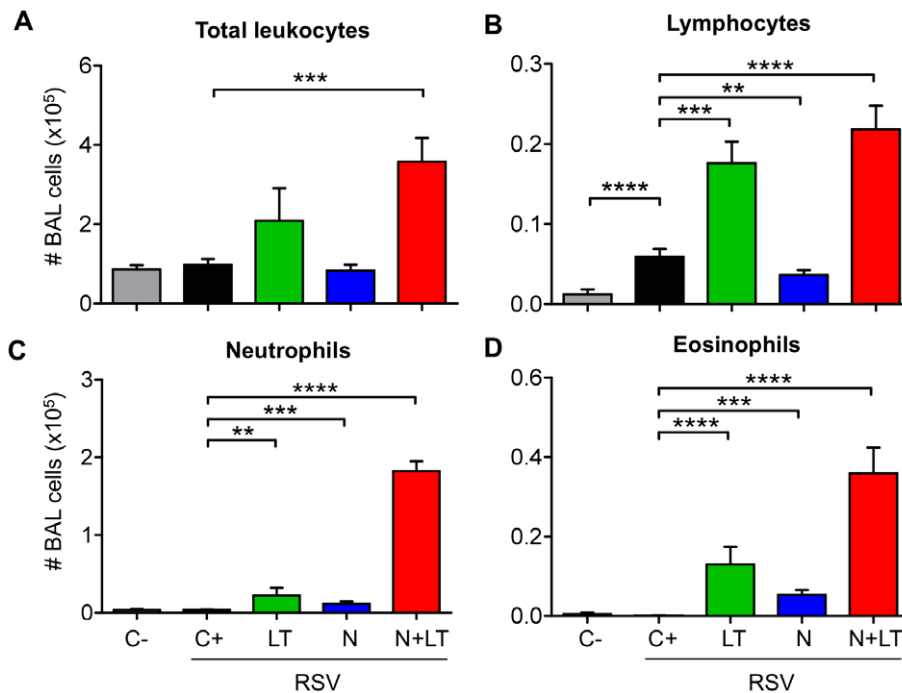 A
Total leukocytes
# BAL cells (x10⁵)
6
4
2
0
***
B
Lymphocytes
0.3
0.2
0.1
0.0
****
**
***
****
C
Neutrophils
# BAL cells (x10⁵)
3
2
1
0
****
***
**
C- C+ LT N N+LT
RSV
D
Eosinophils
0.6
0.4
0.2
0.0
****
***
****
C- C+ LT N N+LT
RSV